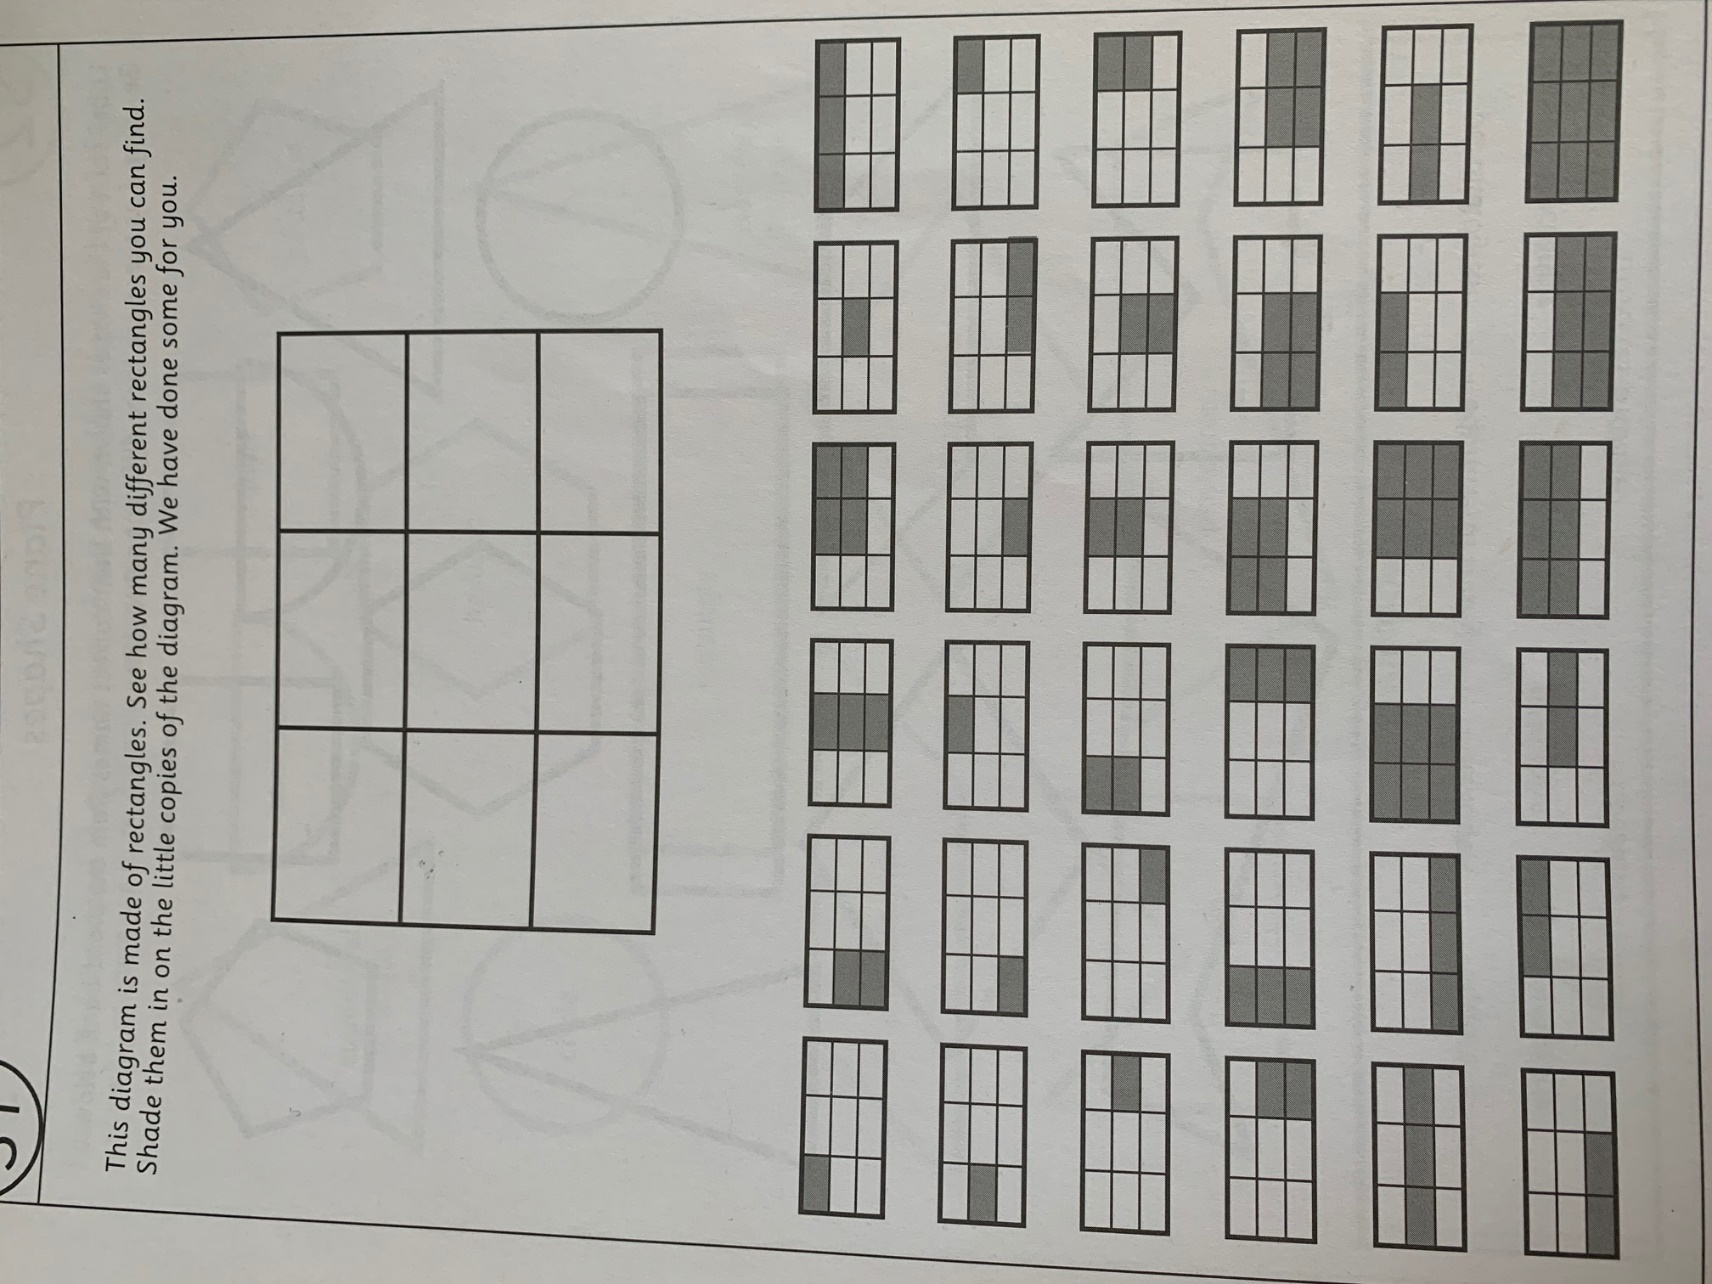 This diagram is made of rectangles. See how many different rectangles you can find.
Shade them in on the little copies of the diagram. We have done some for you.